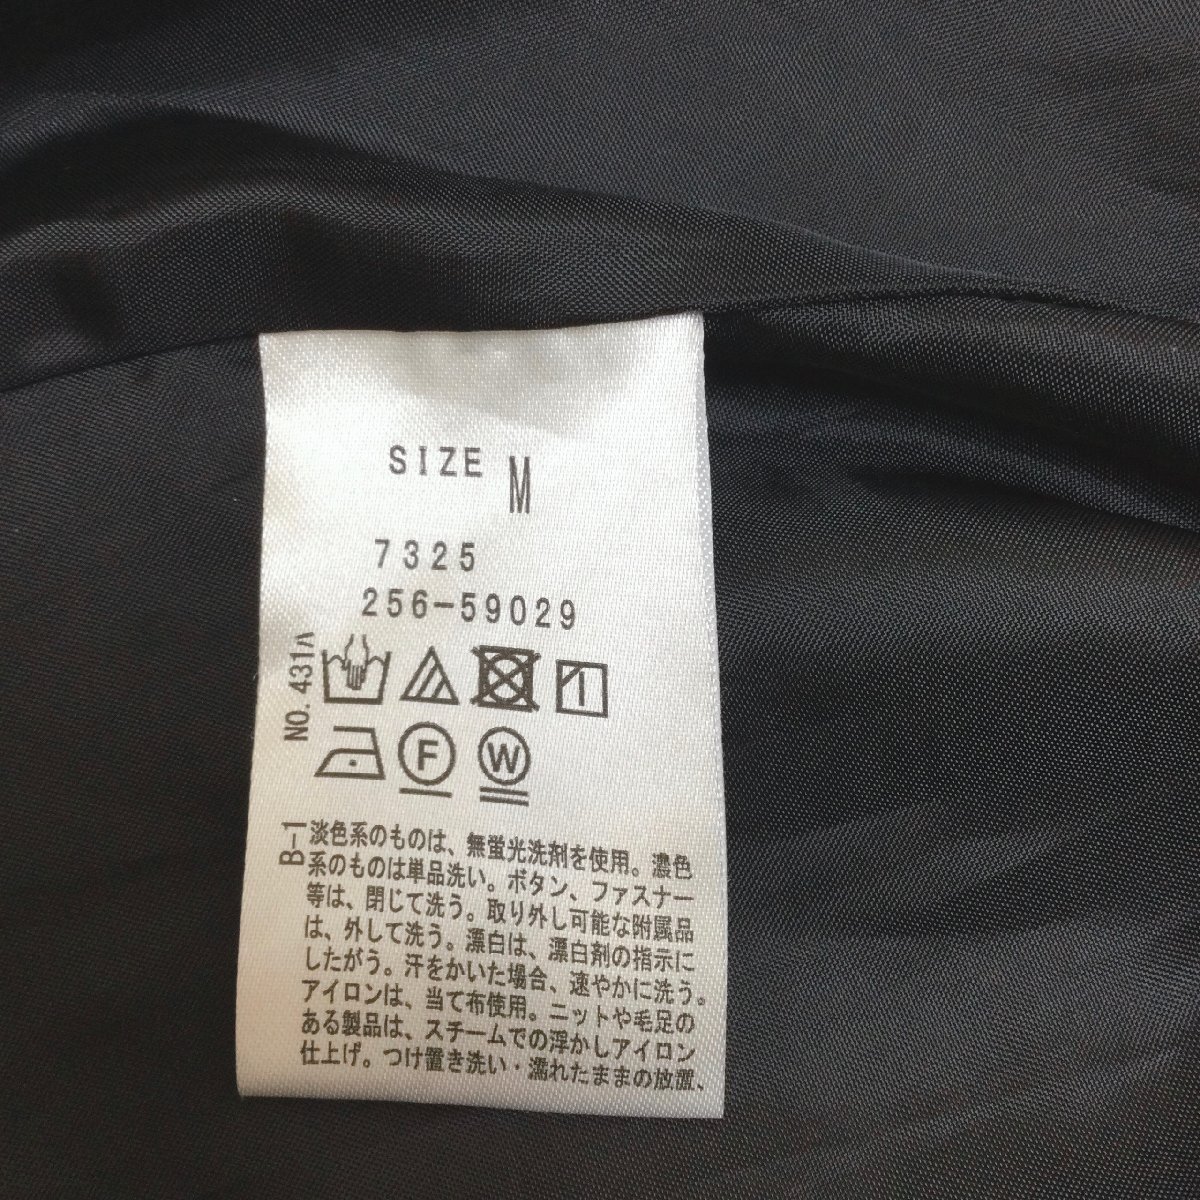 SIZE M
7325
256-59029
NO. 431ハ
F W
B-1
淡色系のものは、無蛍光洗剤を使用。濃色
系のものは単品洗い。ボタン、ファスナー
等は、閉じて洗う。取り外し可能な附属品
は、外して洗う。漂白は、漂白剤の指示に
したがう。汗をかいた場合、速やかに洗う。
アイロンは、当て布使用。ニットや毛足の
ある製品は、スチームでの浮かしアイロン
仕上げ。つけ置き洗い・濡れたままの放置、